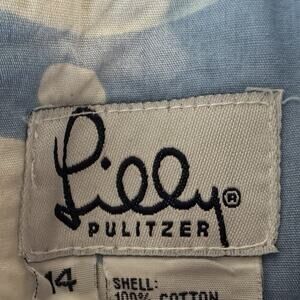 Lilly®
PULITZER
14
SHELL:
100% COTTON